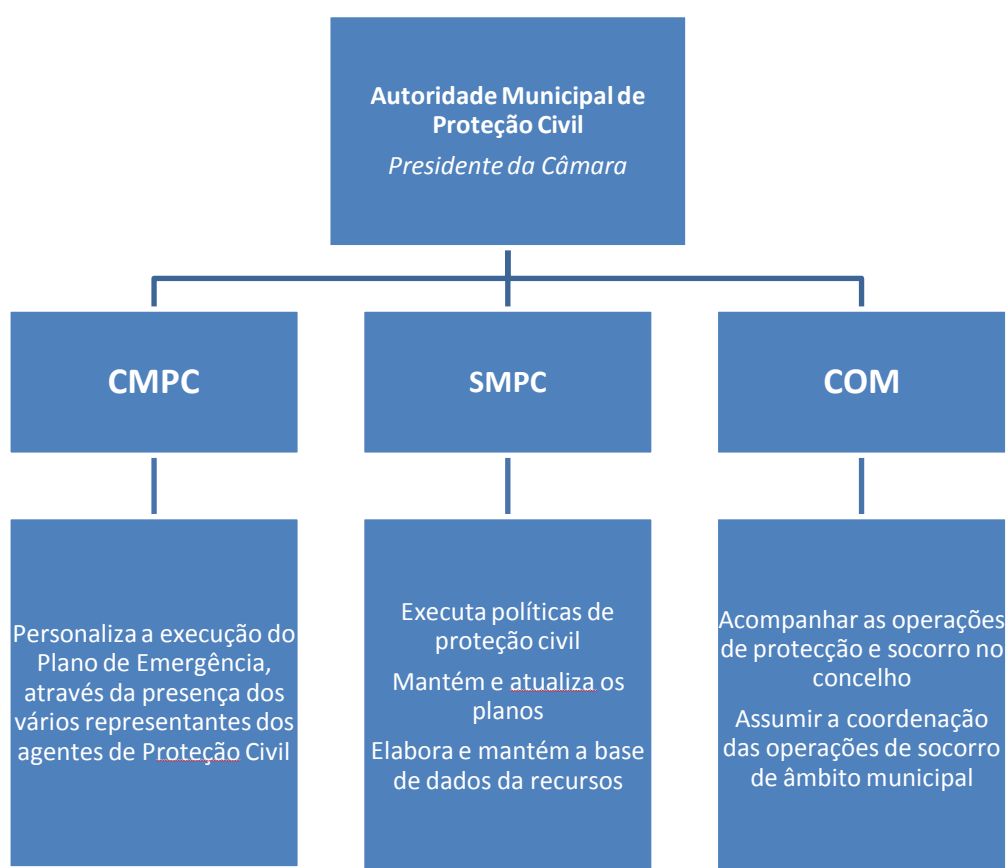 Autoridade Municipal de
Proteção Civil
Presidente da Câmara
CMPC
SMPC
COM
Personaliza a execução do
Plano de Emergência,
através da presença dos
vários representantes dos
agentes de Proteção Civil
Executa políticas de
proteção civil
Mantém e atualiza os
planos
Elabora e mantém a base
de dados da recursos
Acompanhar as operações
de protecção e socorro no
concelho
Assumir a coordenação
das operações de socorro
de âmbito municipal